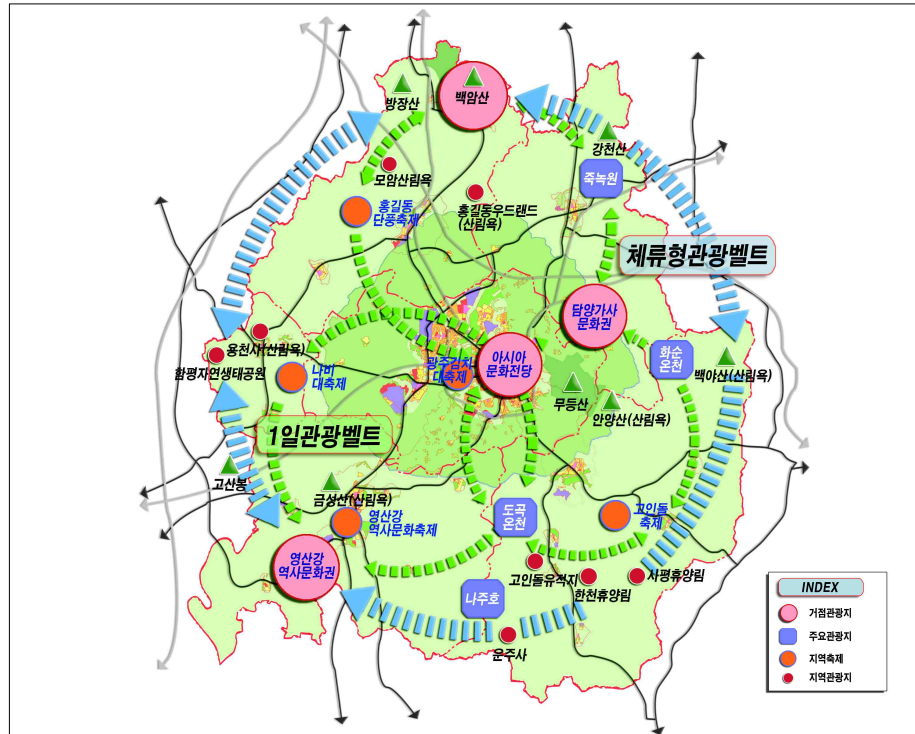 방장산
백암산
강천산
죽녹원
모암산림욕
홍길동
단풍축제
홍길동우드랜드
(산림욕)
체류형관광벨트
담양가사
문화권
용천사(산림욕)
함평자연생태공원
나비
대축제
광주김치
대축제
아시아
문화전당
화순
온천
백아산(산림욕)
무등산
안양산(산림욕)
1일관광벨트
고산봉
금성산(산림욕)
영산강
역사문화축제
도곡
온천
고인돌
축제
영산강
역사문화권
고인돌유적지
한천휴양림
사평휴양림
나주호
운주사
INDEX
거점관광지
주요관광지
지역축제
지역관광지